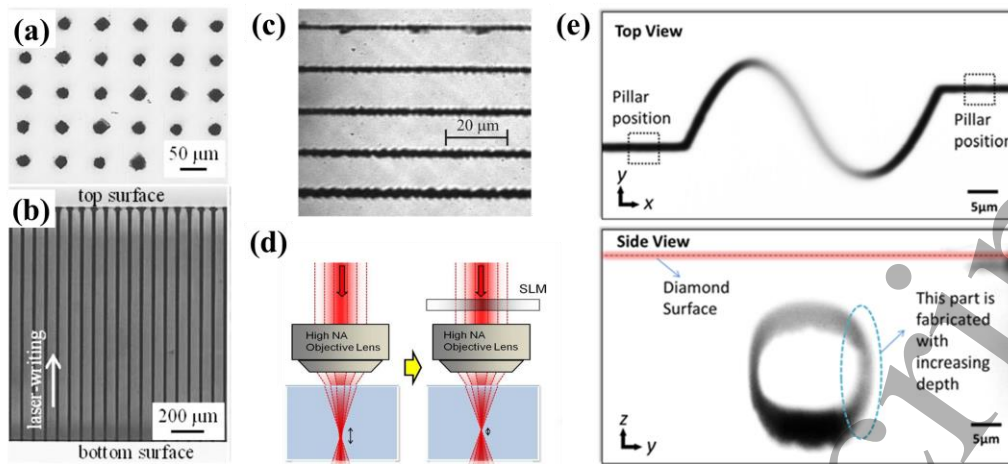 (a)
50 μm
(b)
top surface
laser-writing
200 μm
bottom surface
(c)
20 μm
(d)
SLM
High NA
Objective Lens
High NA
Objective Lens
(e)
Top View
Pillar
position
Pillar
position
y
x
5μm
Side View
Diamond
Surface
This part is
fabricated
with
increasing
depth
z
y
5μm